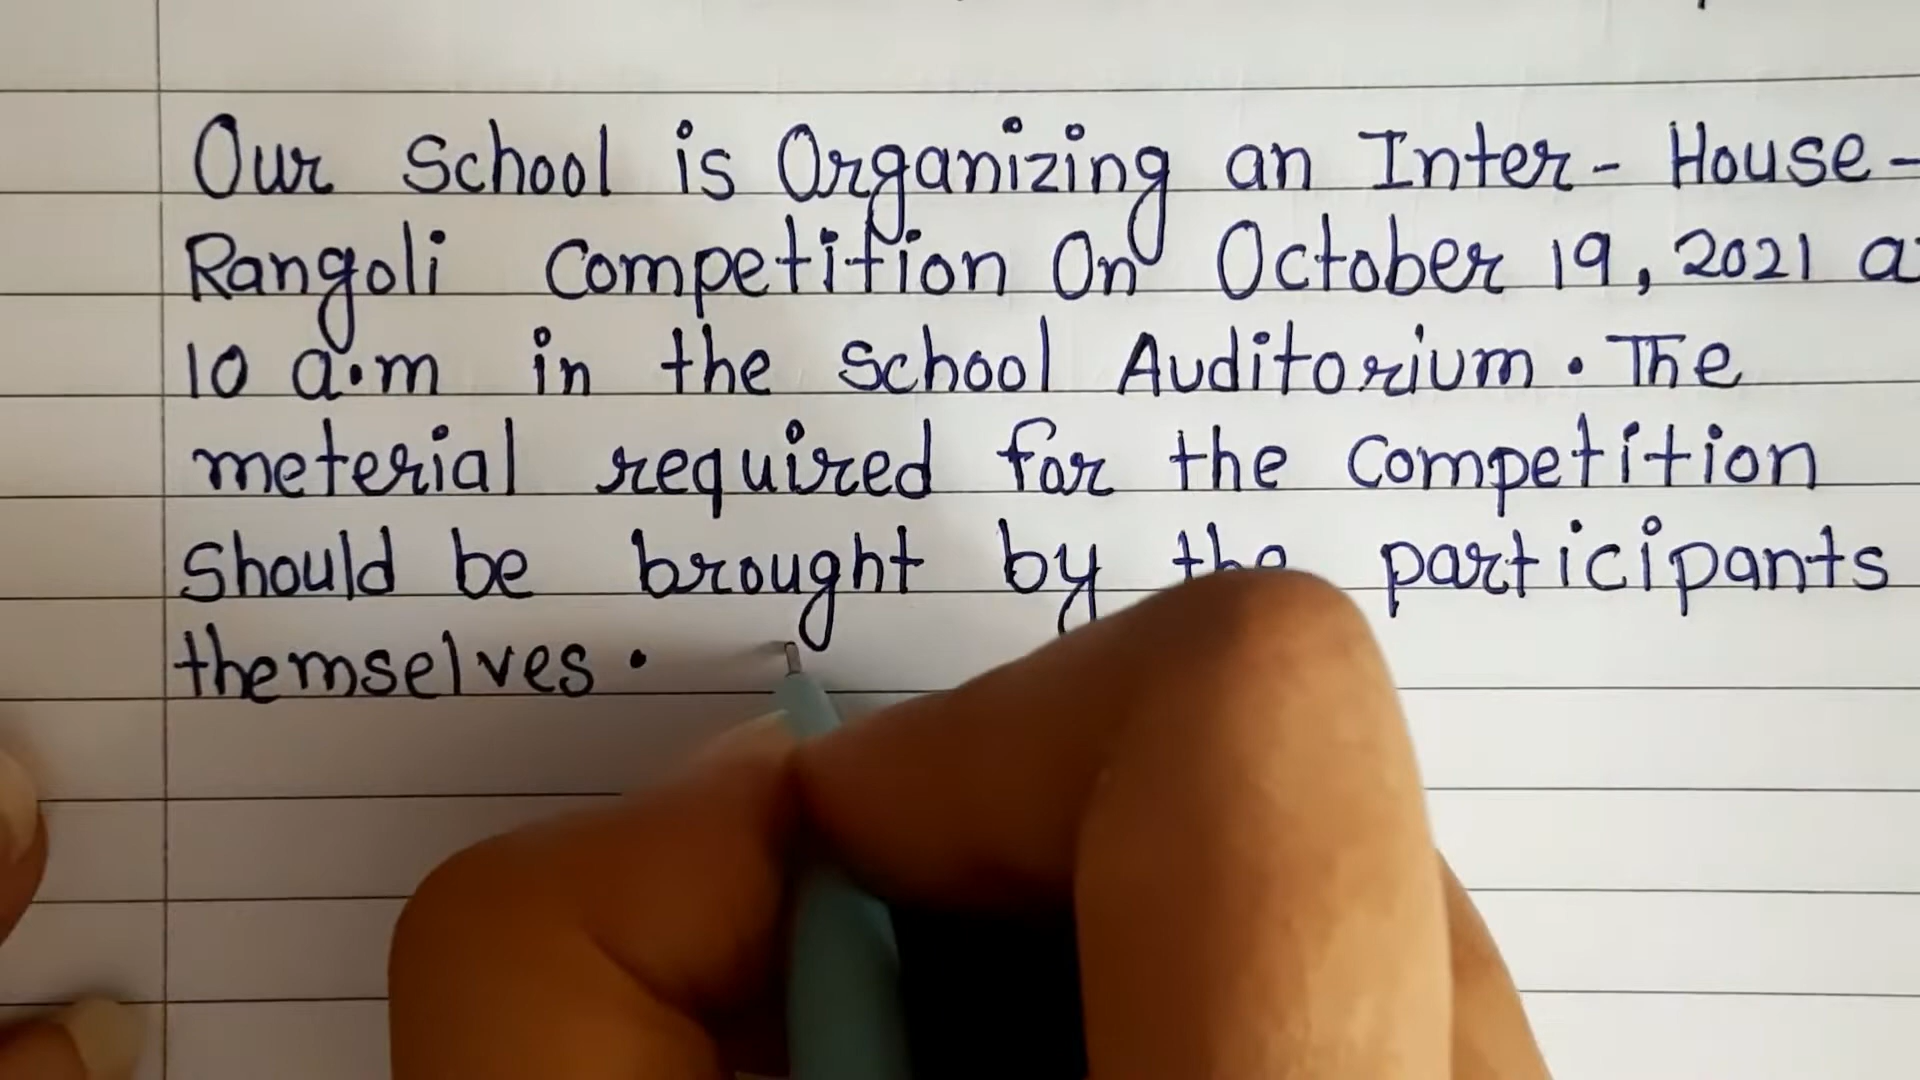 Our School is Organizing an Inter - House -
Rangoli Competition On October 19, 2021 a
10 a.m in the School Auditorium. The
meterial required for the Competition
Should be brought by the participants
themselves.